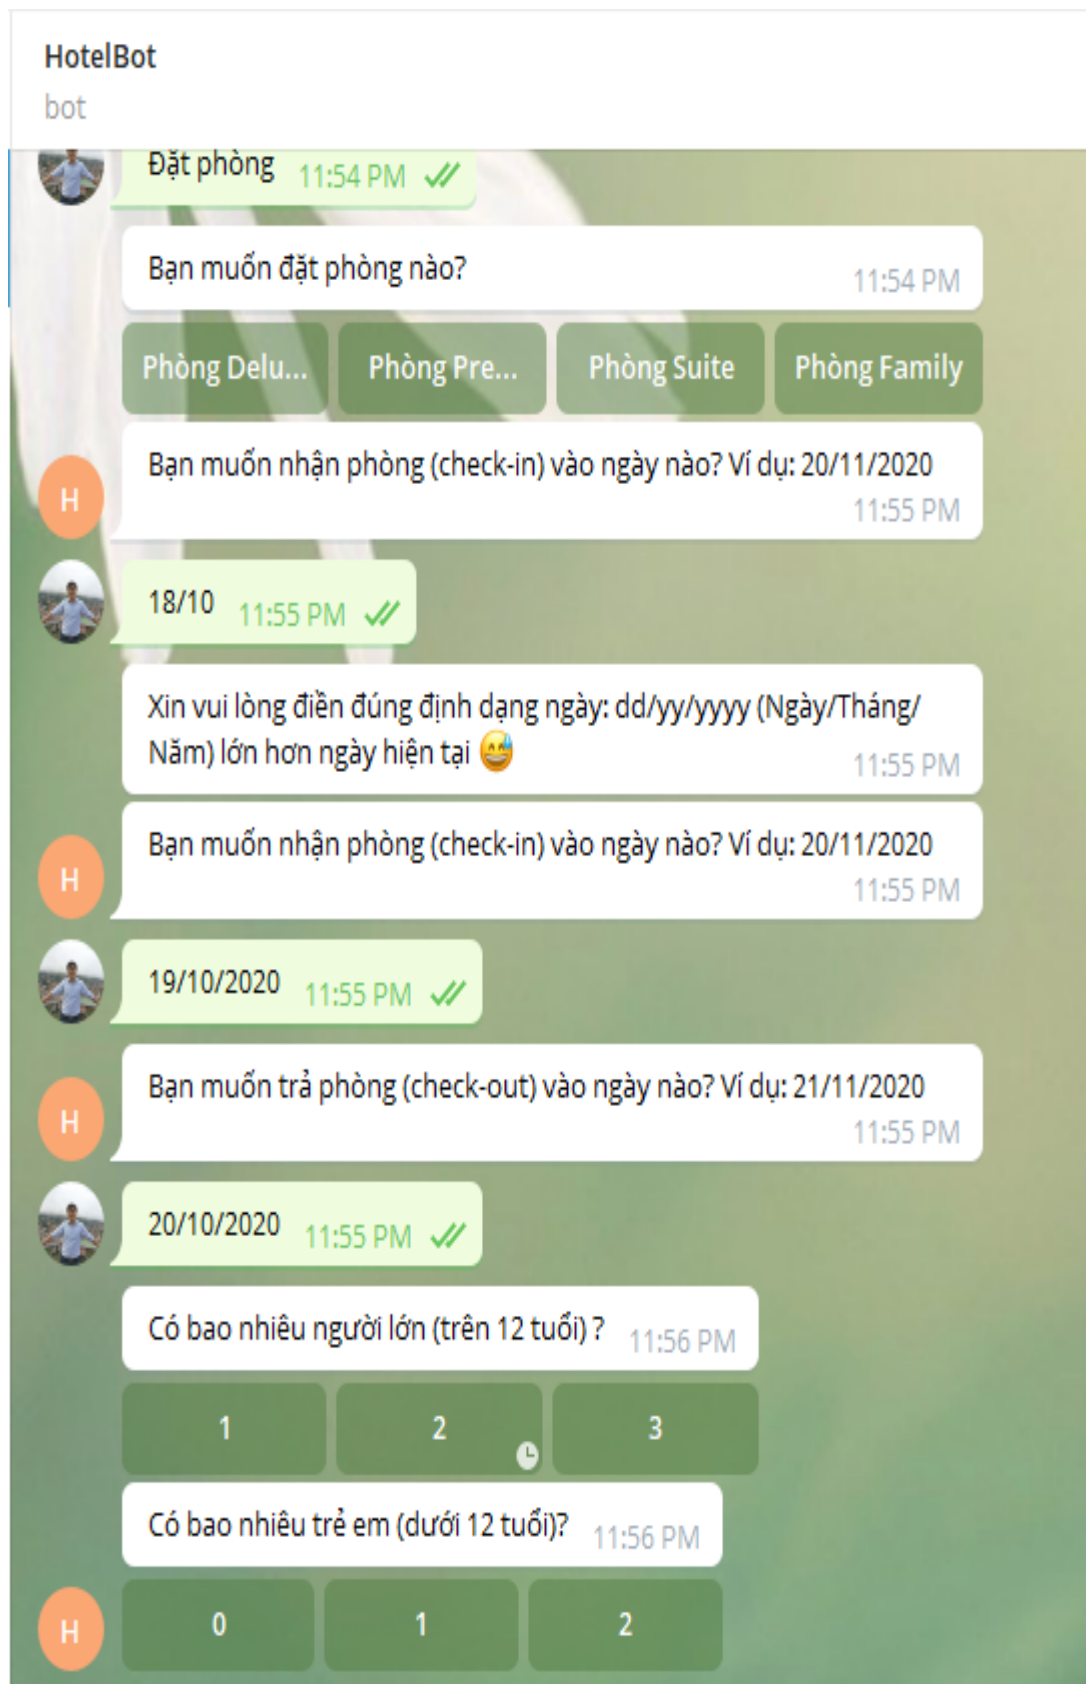 HotelBot
bot
Đặt phòng 11:54 PM
Bạn muốn đặt phòng nào?
11:54 PM
Phòng Delu... Phòng Pre... Phòng Suite Phòng Family
Bạn muốn nhận phòng (check-in) vào ngày nào? Ví dụ: 20/11/2020
11:55 PM
H
18/10 11:55 PM
Xin vui lòng điền đúng định dạng ngày: dd/yy/yyyy (Ngày/Tháng/
Năm) lớn hơn ngày hiện tại 😅
11:55 PM
Bạn muốn nhận phòng (check-in) vào ngày nào? Ví dụ: 20/11/2020
11:55 PM
H
19/10/2020 11:55 PM
Bạn muốn trả phòng (check-out) vào ngày nào? Ví dụ: 21/11/2020
11:55 PM
H
20/10/2020 11:55 PM
Có bao nhiêu người lớn (trên 12 tuổi) ? 11:56 PM
1 2 3
Có bao nhiêu trẻ em (dưới 12 tuổi)? 11:56 PM
H 0 1 2